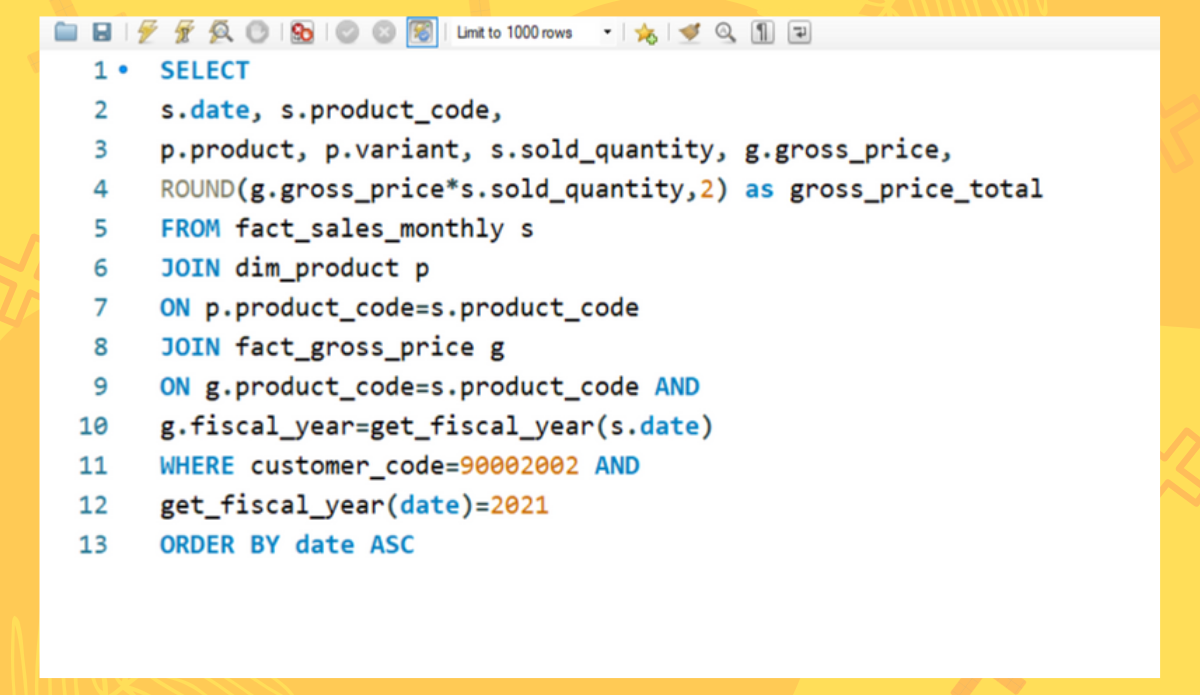 Limit to 1000 rows
1 SELECT
2 s.date, s.product_code,
3 p.product, p.variant, s.sold_quantity, g.gross_price,
4 ROUND(g.gross_price*s.sold_quantity,2) as gross_price_total
5 FROM fact_sales_monthly s
6 JOIN dim_product p
7 ON p.product_code=s.product_code
8 JOIN fact_gross_price g
9 ON g.product_code=s.product_code AND
10 g.fiscal_year=get_fiscal_year(s.date)
11 WHERE customer_code=90002002 AND
12 get_fiscal_year(date)=2021
13 ORDER BY date ASC